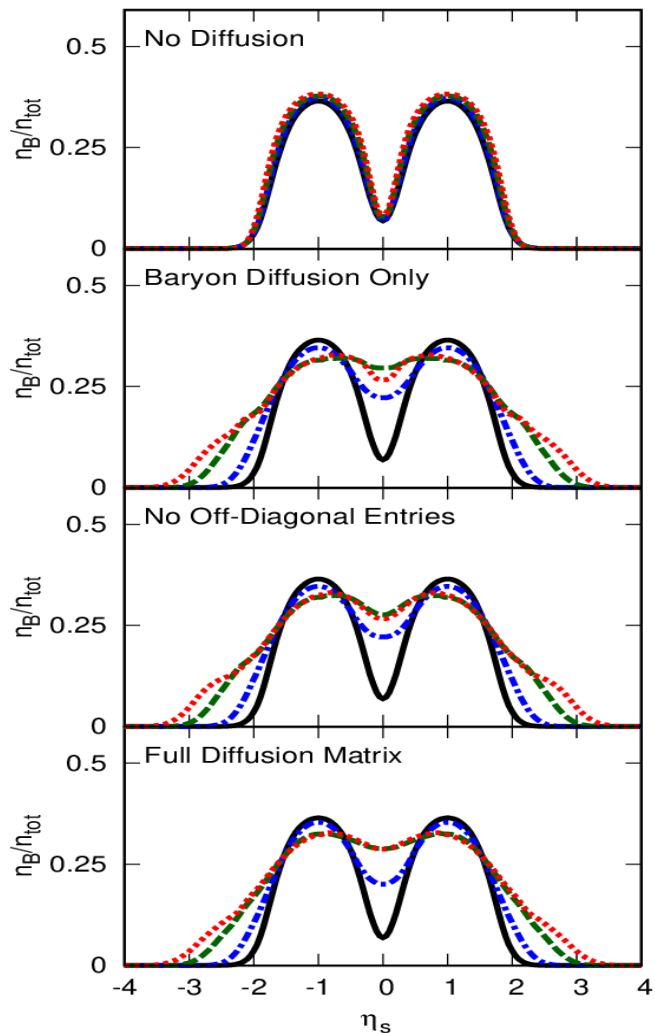 No Diffusion
0.5
0.25
0
n_B/n_tot
Baryon Diffusion Only
0.5
0.25
0
n_B/n_tot
No Off-Diagonal Entries
0.5
0.25
0
n_B/n_tot
Full Diffusion Matrix
0.5
0.25
0
n_B/n_tot
-4 -3 -2 -1 0 1 2 3 4
η_s